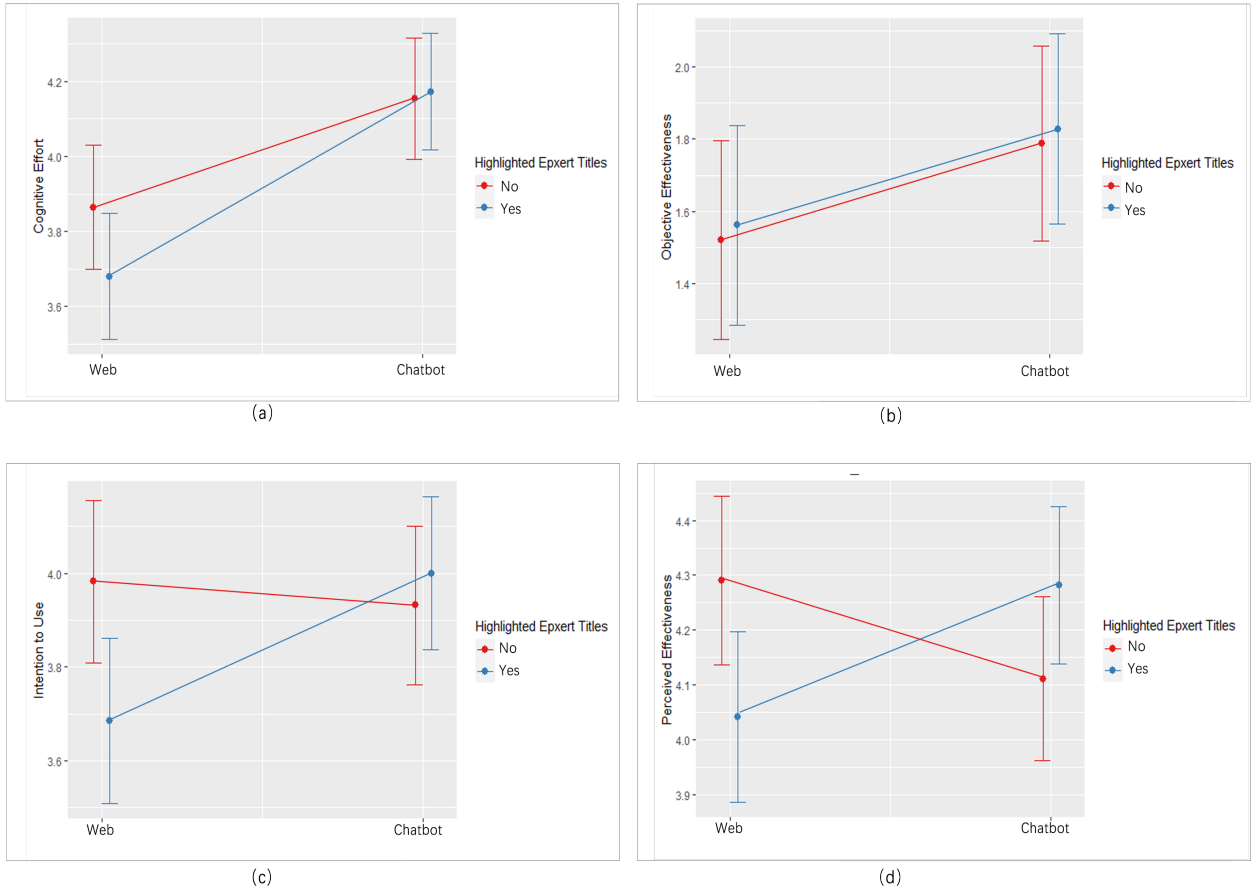 Cognitive Effort
4.2
4.0
3.8
3.6
Web
Chatbot
Highlighted Epxert Titles
No
Yes
(a)
Objective Effectiveness
2.0
1.8
1.6
1.4
Web
Chatbot
Highlighted Epxert Titles
No
Yes
(b)
Intention to Use
4.0
3.8
3.6
Web
Chatbot
Highlighted Epxert Titles
No
Yes
(c)
Perceived Effectiveness
4.4
4.3
4.2
4.1
4.0
3.9
Web
Chatbot
Highlighted Epxert Titles
No
Yes
(d)